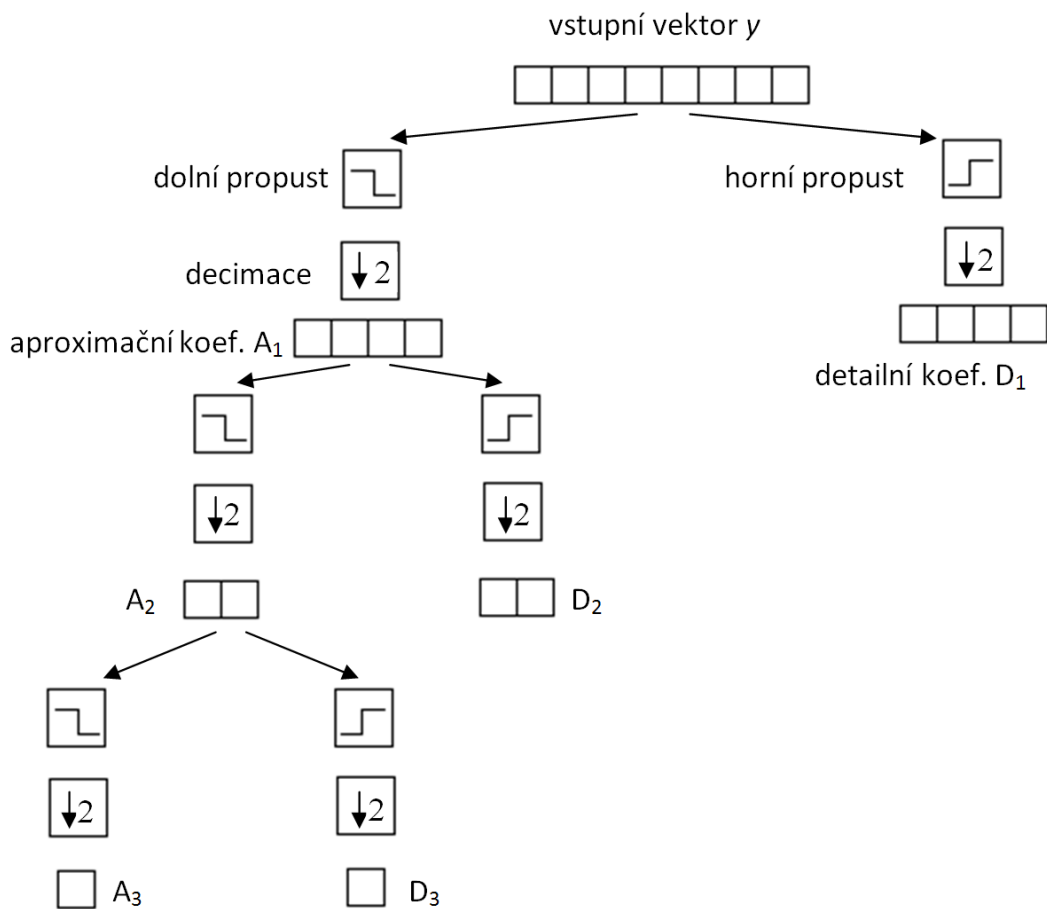 vstupní vektor y
dolní propust
horní propust
decimace
↓2
↓2
aproximační koef. A₁
detailní koef. D₁
↓2
↓2
A₂
D₂
↓2
↓2
A₃
D₃